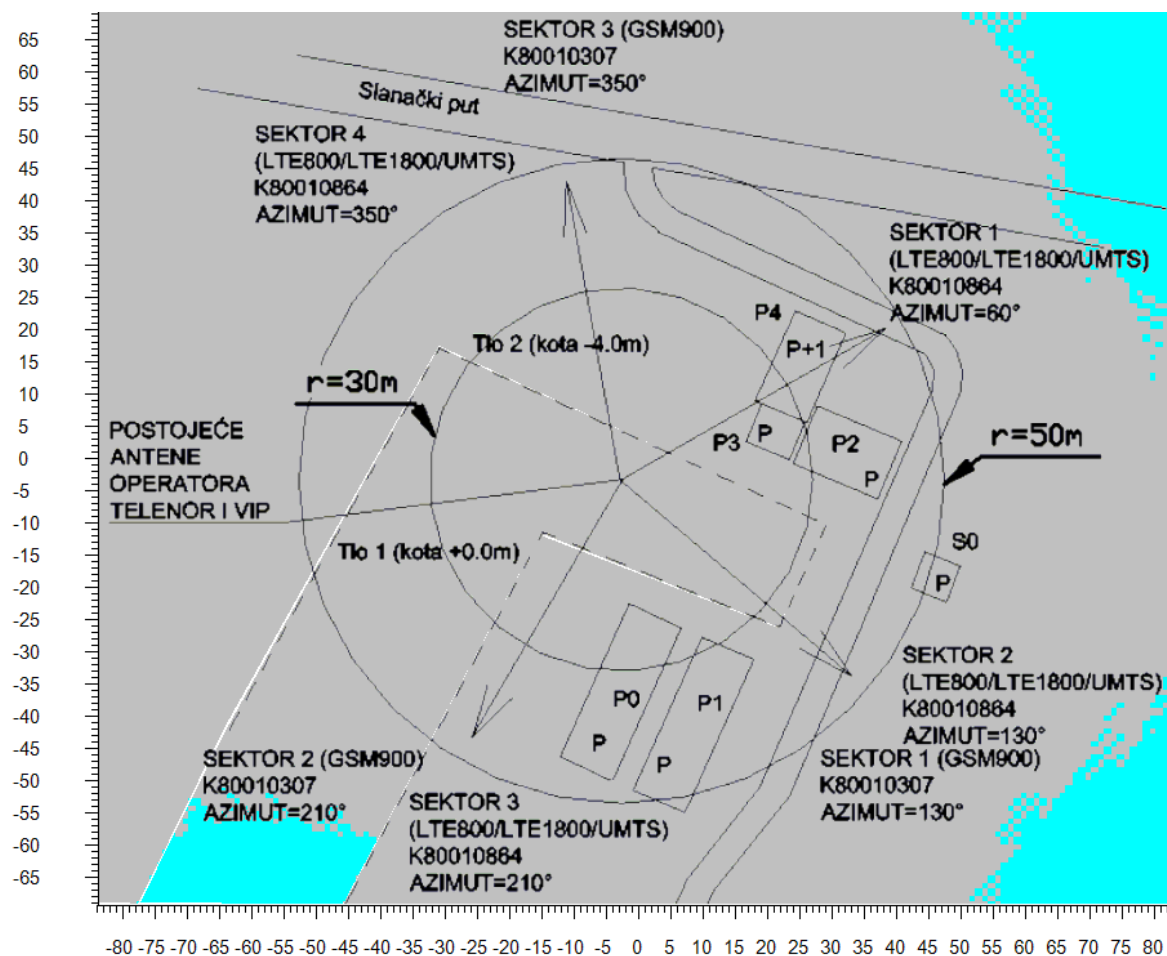 SEKTOR 3 (GSM900)
K80010307
AZIMUT=350°
Slanački put
SEKTOR 4
(LTE800/LTE1800/UMTS)
K80010864
AZIMUT=350°
SEKTOR 1
(LTE800/LTE1800/UMTS)
K80010864
AZIMUT=60°
P4
P+1
Tlo 2 (kota -4.0m)
r=30m
POSTOJEĆE
ANTENE
OPERATORA
TELENOR I VIP
P3
P
P2
P
r=50m
Tlo 1 (kota +0.0m)
S0
P
P0
P
P1
P
SEKTOR 2
(LTE800/LTE1800/UMTS)
K80010864
AZIMUT=130°
SEKTOR 2 (GSM900)
K80010307
AZIMUT=210°
SEKTOR 3
(LTE800/LTE1800/UMTS)
K80010864
AZIMUT=210°
SEKTOR 1 (GSM900)
K80010307
AZIMUT=130°
65
60
55
50
45
40
35
30
25
20
15
10
5
0
-5
-10
-15
-20
-25
-30
-35
-40
-45
-50
-55
-60
-65
-80 -75 -70 -65 -60 -55 -50 -45 -40 -35 -30 -25 -20 -15 -10 -5 0 5 10 15 20 25 30 35 40 45 50 55 60 65 70 75 80